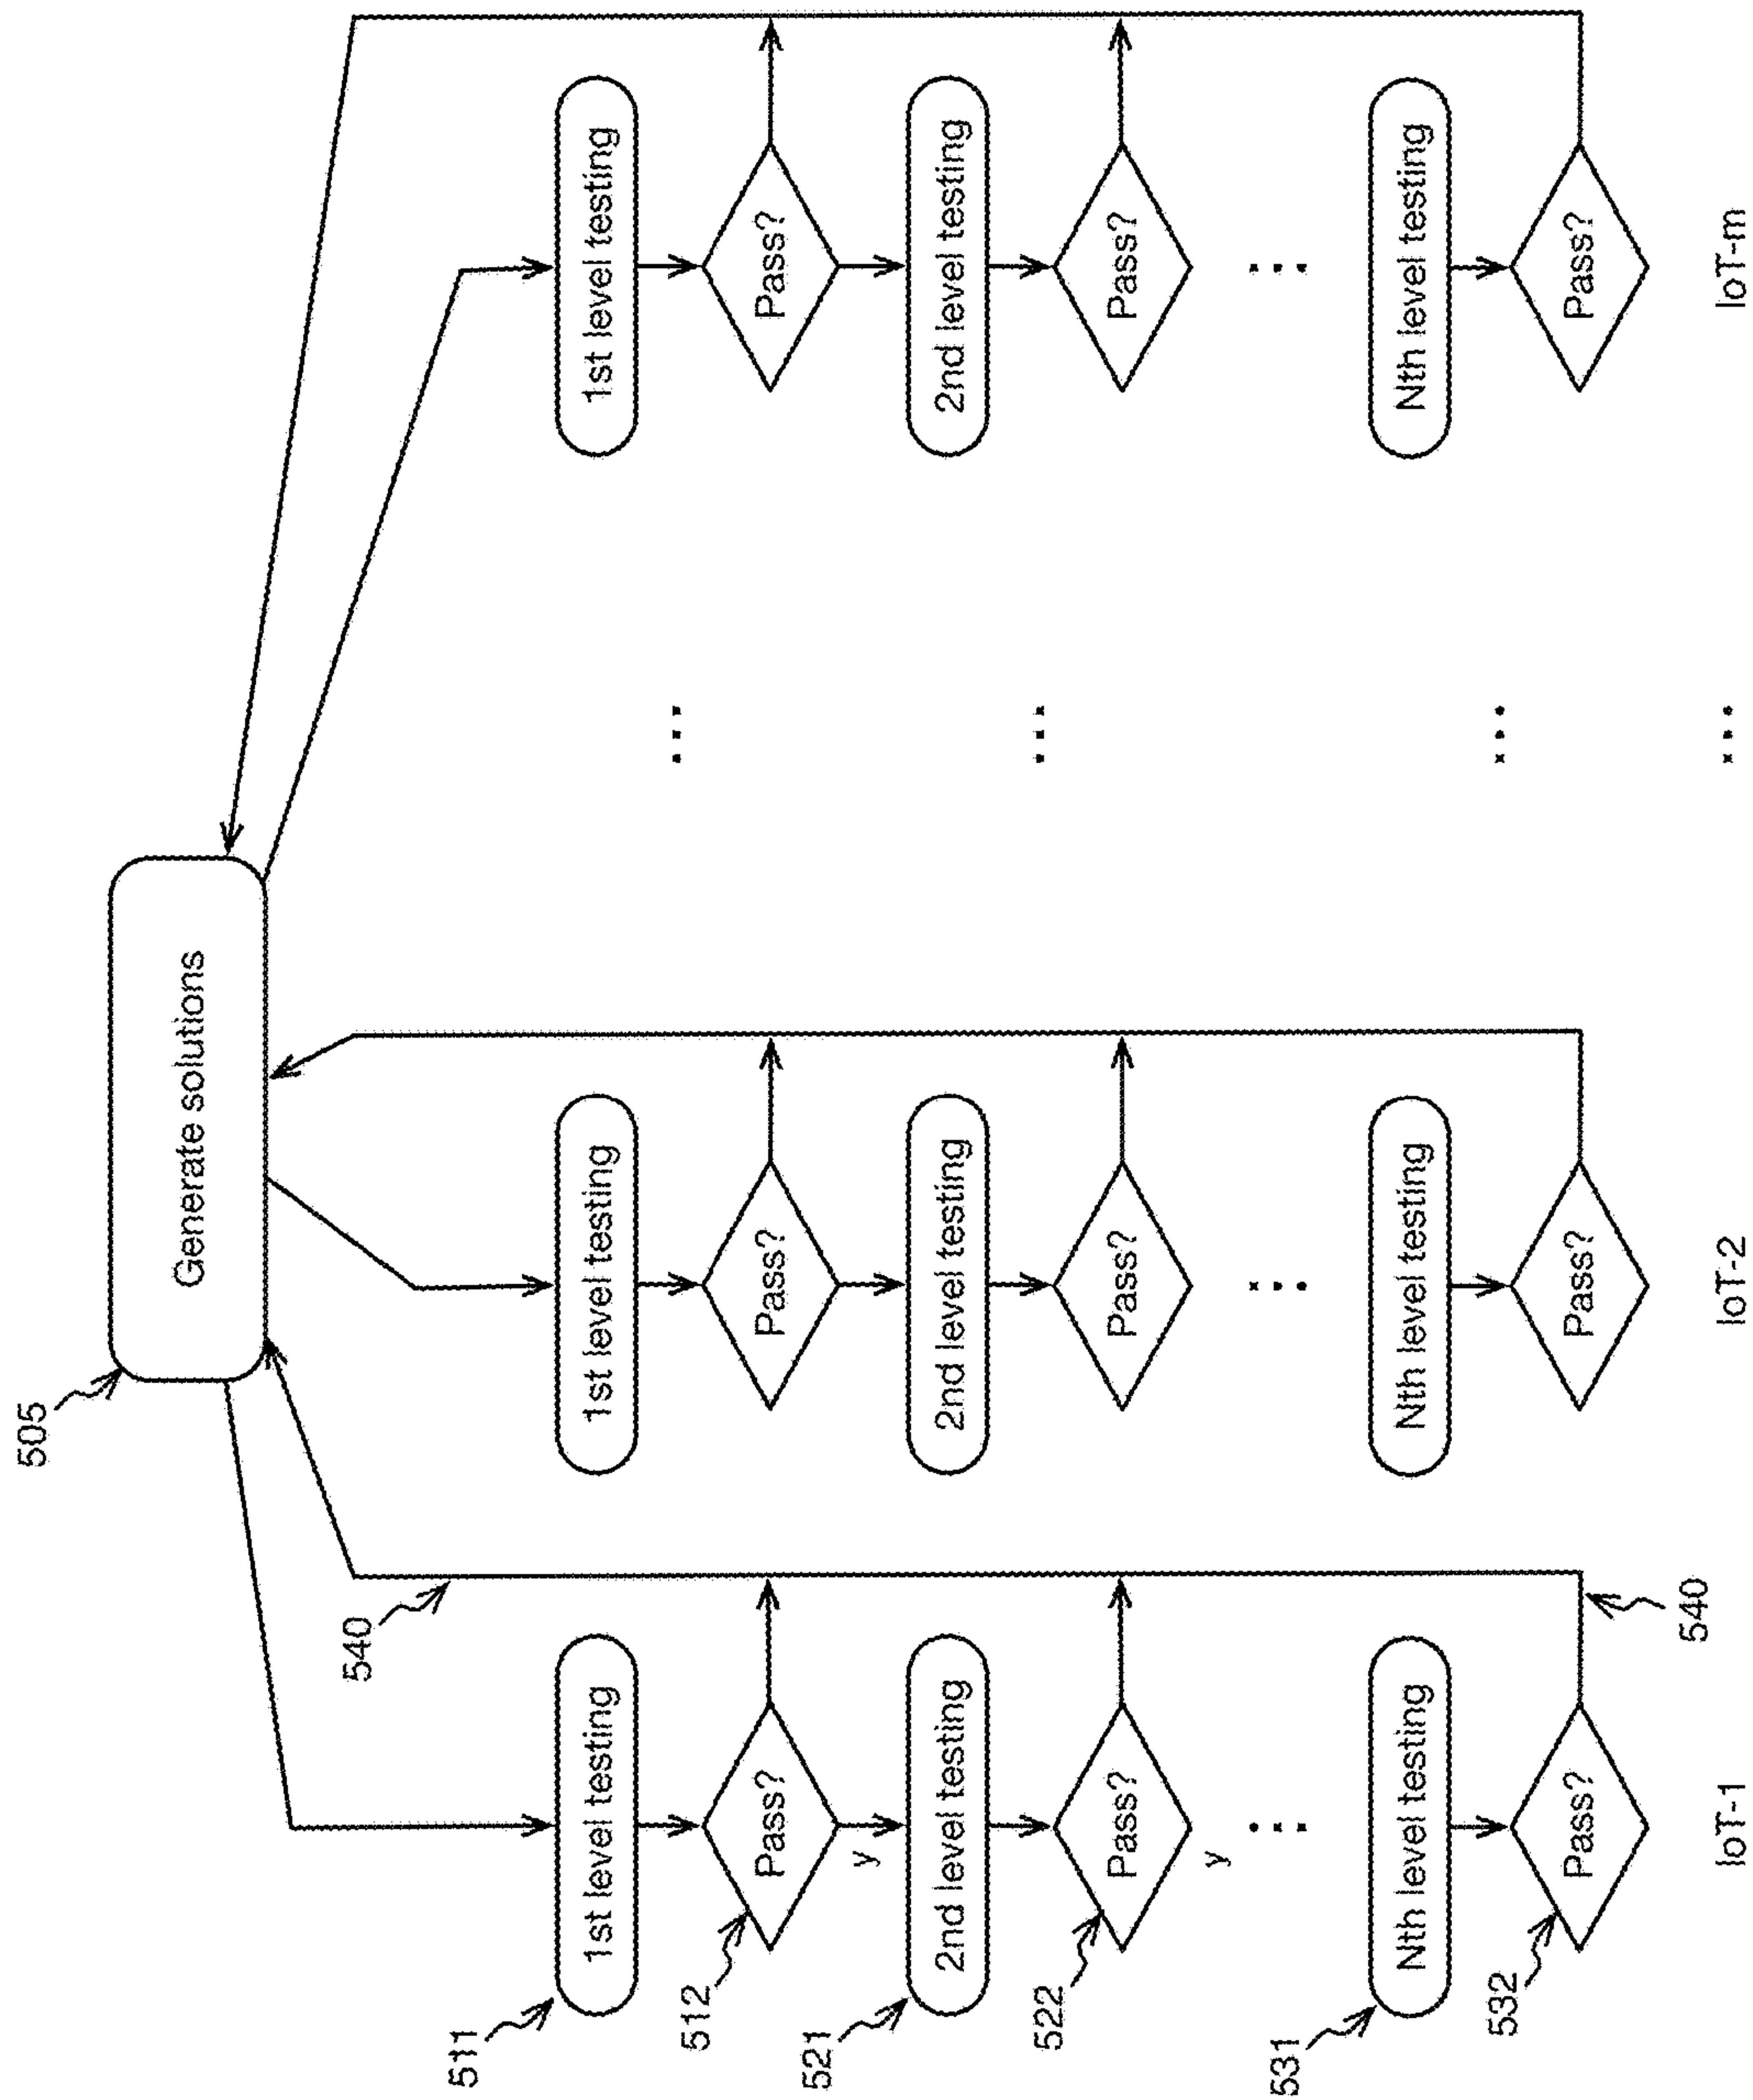 505
Generate solutions
540
511
1st level testing
1st level testing
1st level testing
512
Pass?
Pass?
Pass?
y
521
2nd level testing
2nd level testing
2nd level testing
522
Pass?
Pass?
Pass?
y
...
...
...
531
Nth level testing
Nth level testing
Nth level testing
532
Pass?
Pass?
Pass?
540
IoT-1
IoT-2
...
IoT-m